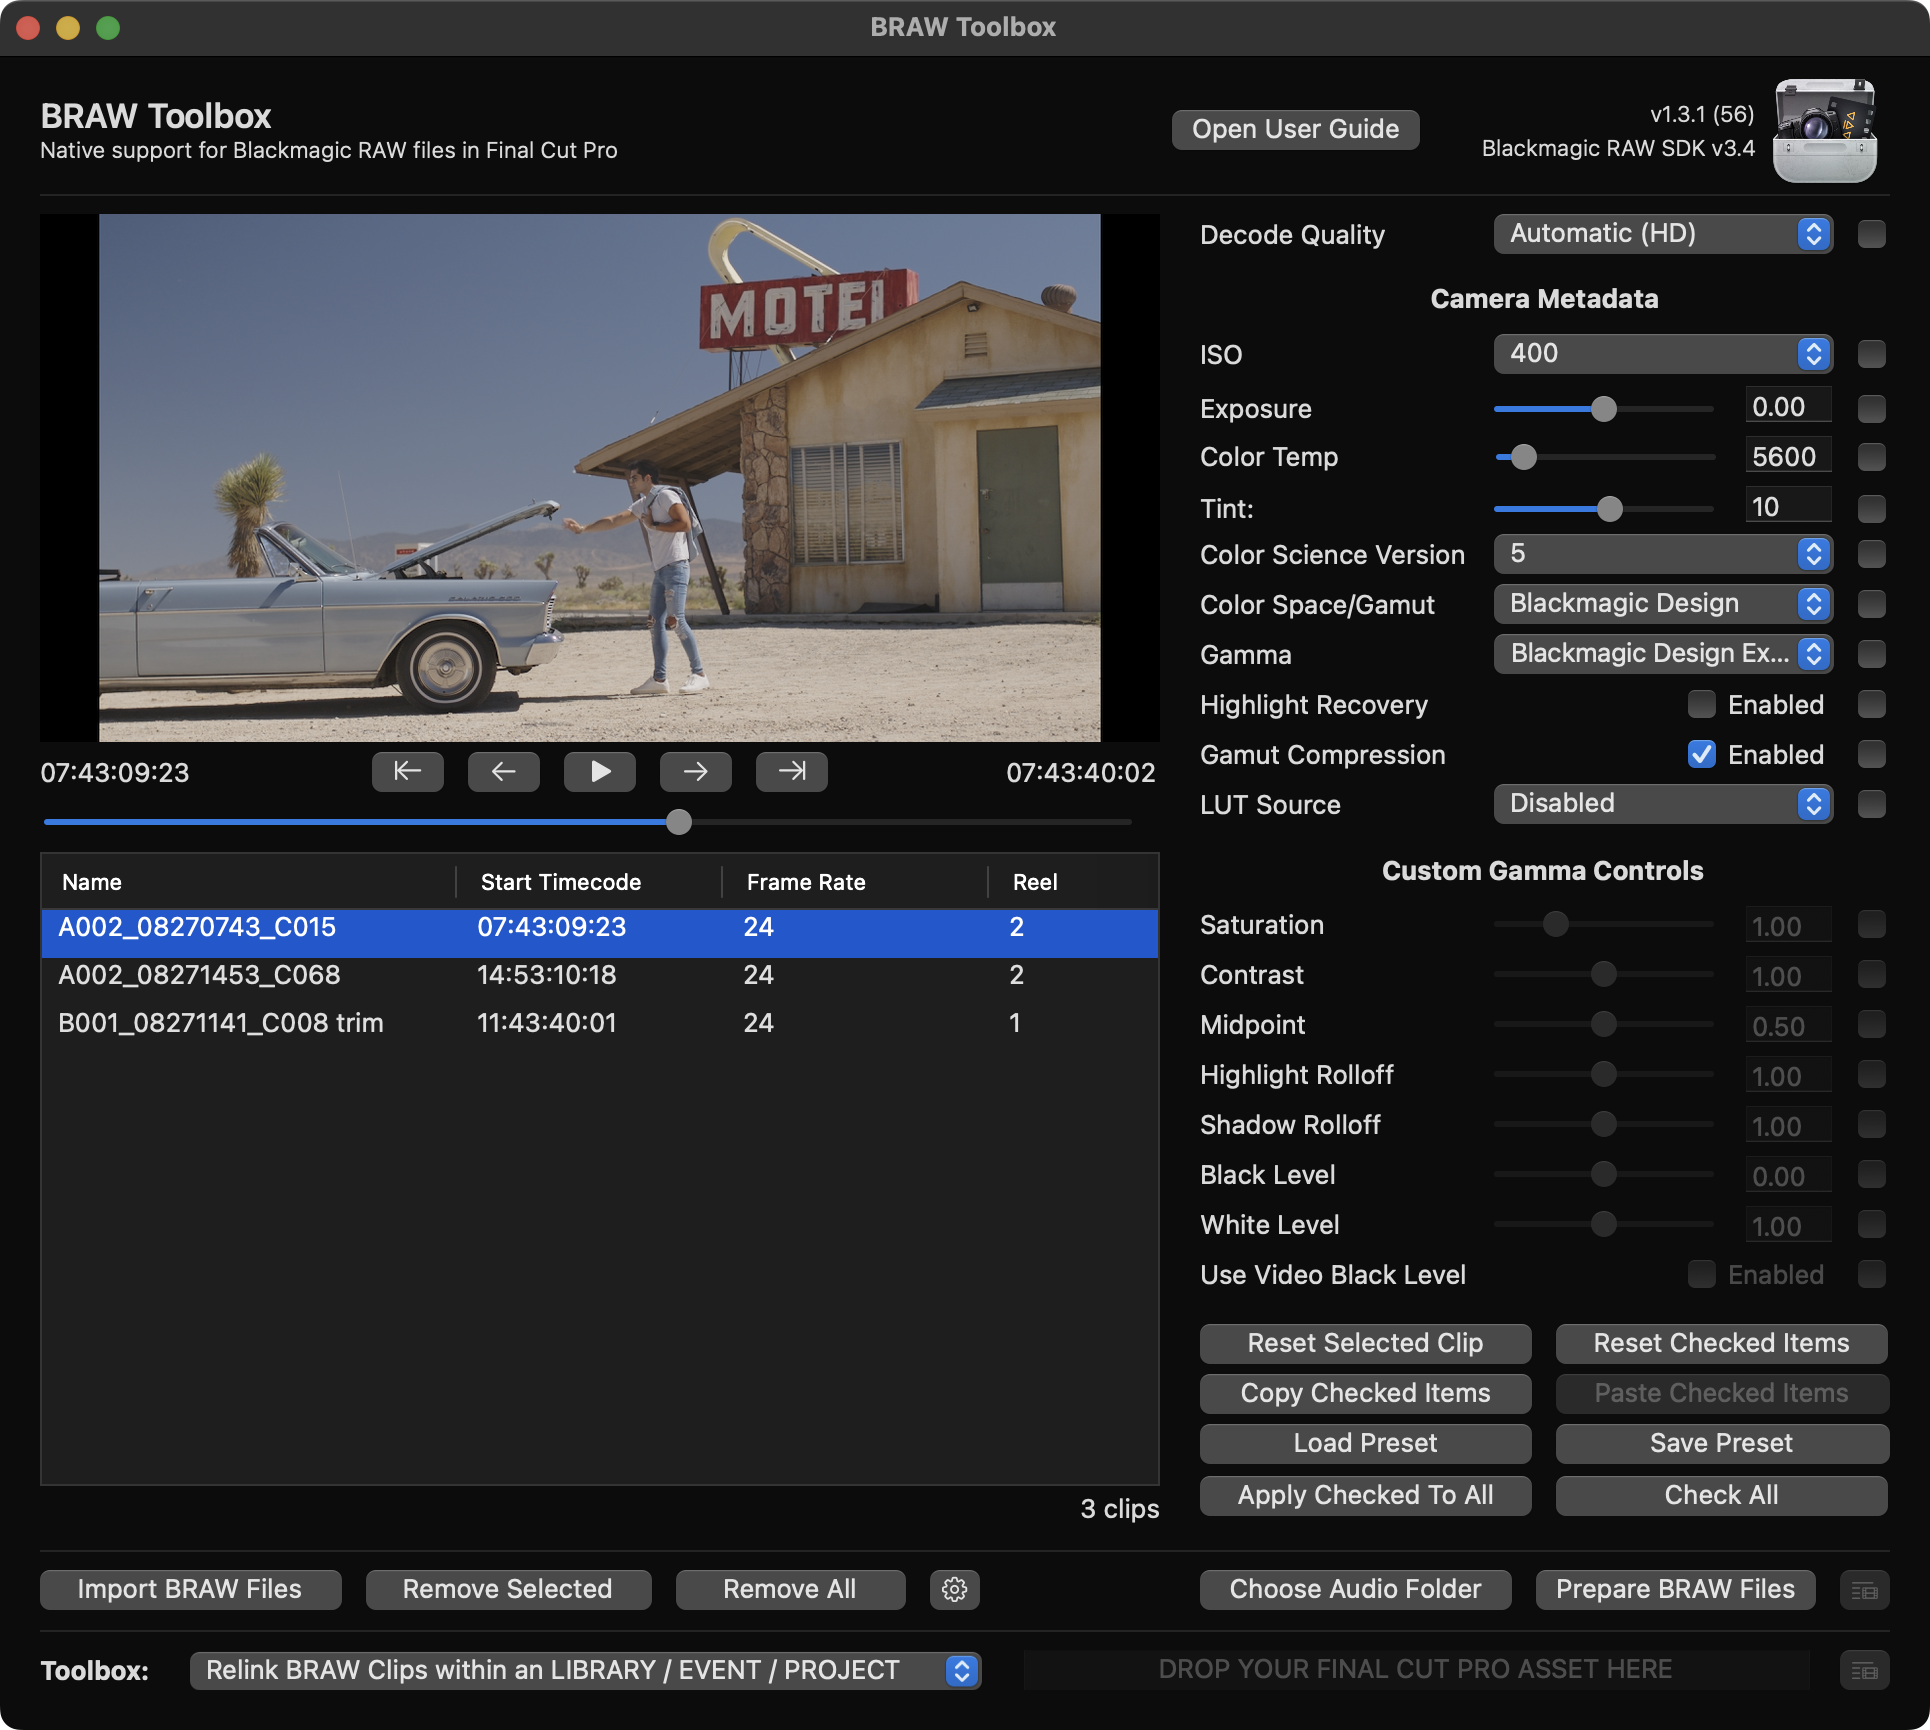 BRAW Toolbox
BRAW Toolbox
Native support for Blackmagic RAW files in Final Cut Pro
Open User Guide
v1.3.1 (56)
Blackmagic RAW SDK v3.4
MOTEL
07:43:09:23
07:43:40:02
Name Start Timecode Frame Rate Reel
A002_08270743_C015 07:43:09:23 24 2
A002_08271453_C068 14:53:10:18 24 2
B001_08271141_C008 trim 11:43:40:01 24 1
3 clips
Decode Quality Automatic (HD)
Camera Metadata
ISO 400
Exposure 0.00
Color Temp 5600
Tint: 10
Color Science Version 5
Color Space/Gamut Blackmagic Design
Gamma Blackmagic Design Ex...
Highlight Recovery Enabled
Gamut Compression Enabled
LUT Source Disabled
Custom Gamma Controls
Saturation 1.00
Contrast 1.00
Midpoint 0.50
Highlight Rolloff 1.00
Shadow Rolloff 1.00
Black Level 0.00
White Level 1.00
Use Video Black Level Enabled
Reset Selected Clip Reset Checked Items
Copy Checked Items Paste Checked Items
Load Preset Save Preset
Apply Checked To All Check All
Import BRAW Files Remove Selected Remove All Choose Audio Folder Prepare BRAW Files
Toolbox: Relink BRAW Clips within an LIBRARY / EVENT / PROJECT DROP YOUR FINAL CUT PRO ASSET HERE